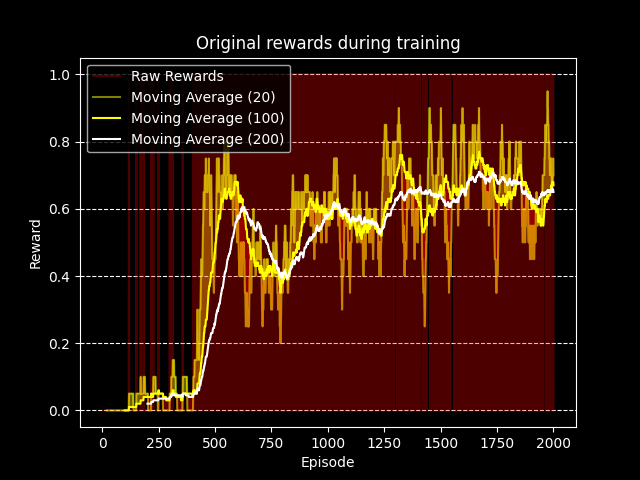 Original rewards during training
1.0
0.8
0.6
0.4
0.2
0.0
Reward
Raw Rewards
Moving Average (20)
Moving Average (100)
Moving Average (200)
0 250 500 750 1000 1250 1500 1750 2000
Episode